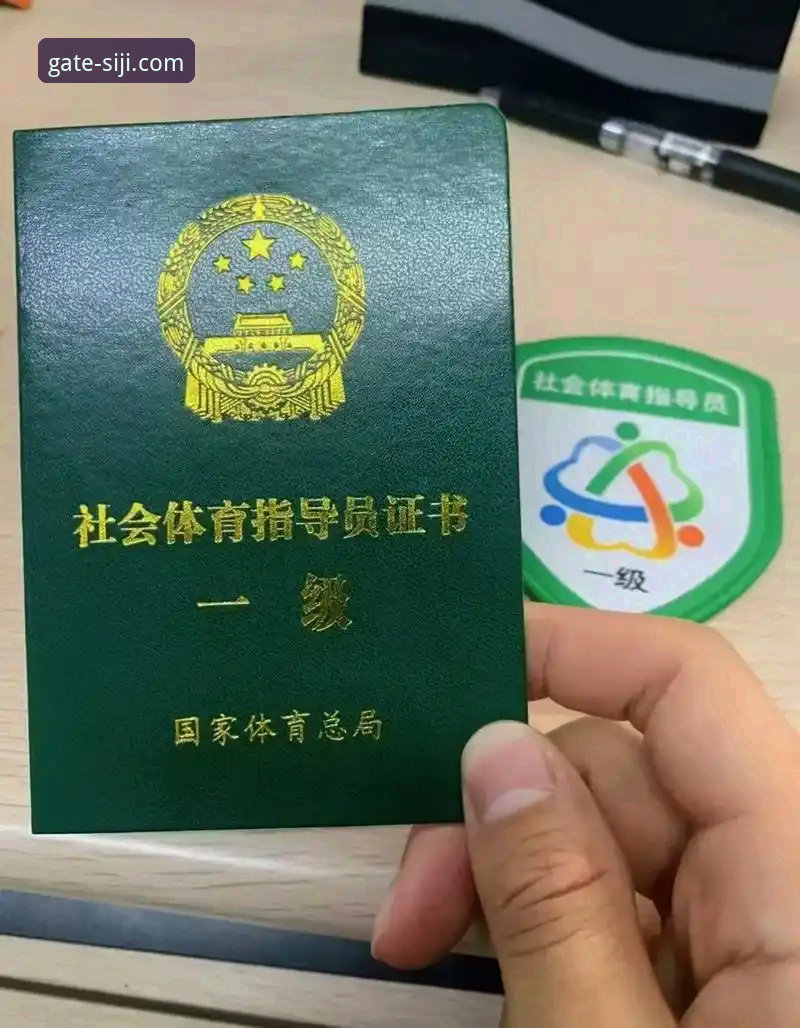 gate-siji.com
社会体育指导员证书
一级
国家体育总局
社会体育指导员
一级